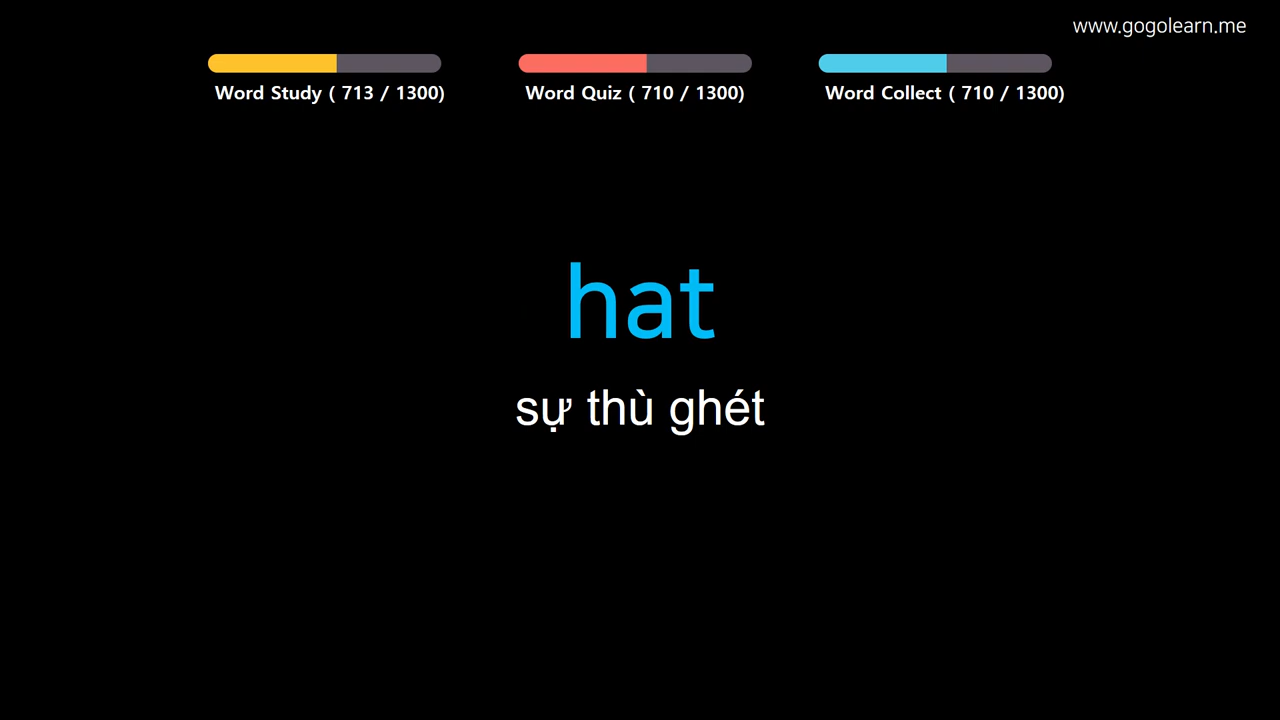 www.gogolearn.me
Word Study ( 713 / 1300)
Word Quiz ( 710 / 1300)
Word Collect ( 710 / 1300)
hat
sự thù ghét